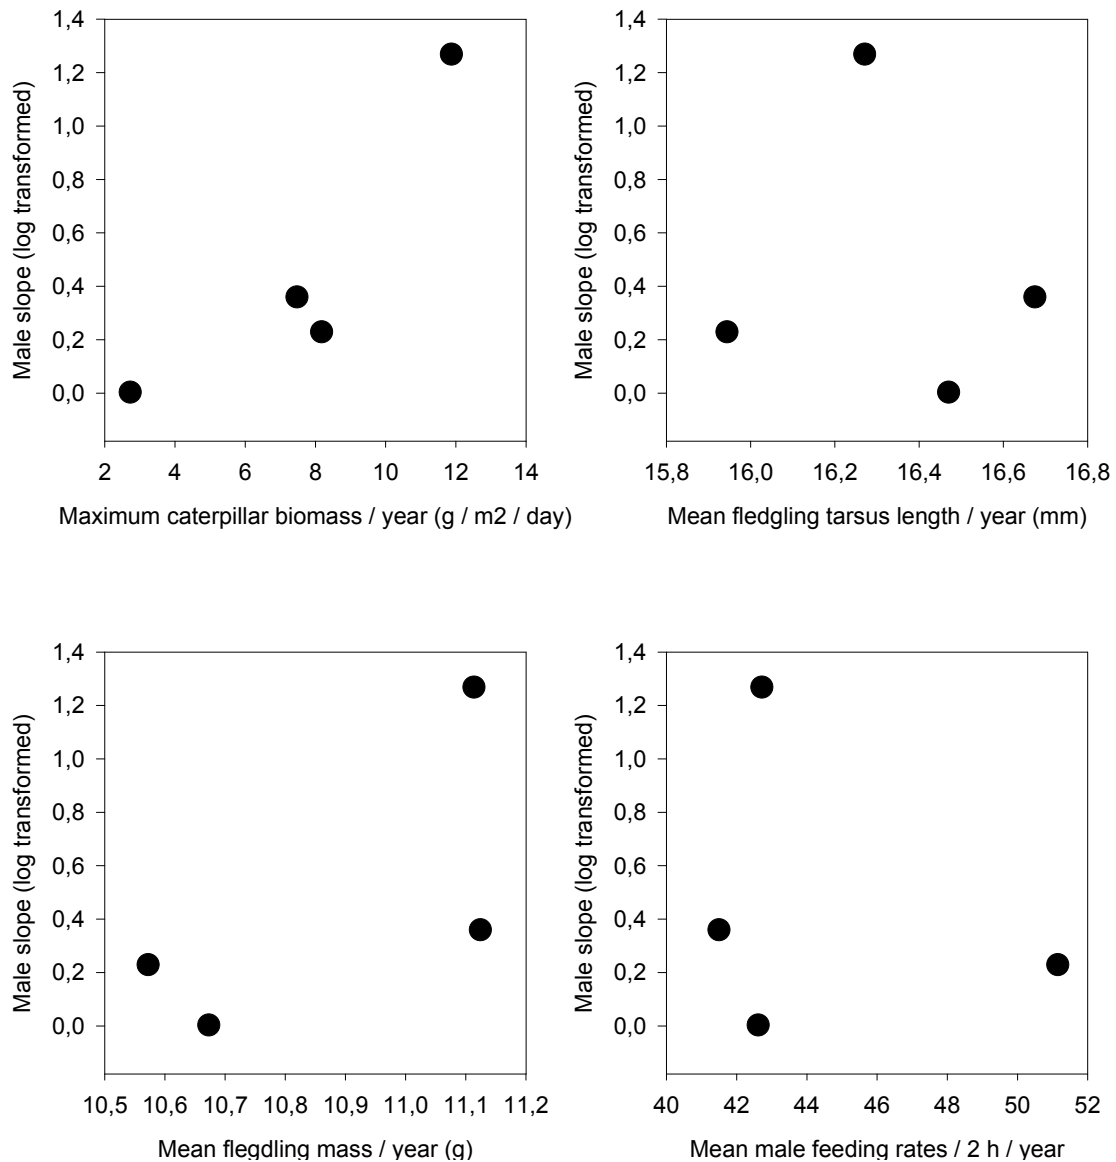 1,4
1,2
1,0
0,8
0,6
0,4
0,2
0,0
Male slope (log transformed)
2 4 6 8 10 12 14
Maximum caterpillar biomass / year (g / m2 / day)
1,4
1,2
1,0
0,8
0,6
0,4
0,2
0,0
Male slope (log transformed)
15,8 16,0 16,2 16,4 16,6 16,8
Mean fledgling tarsus length / year (mm)
1,4
1,2
1,0
0,8
0,6
0,4
0,2
0,0
Male slope (log transformed)
10,5 10,6 10,7 10,8 10,9 11,0 11,1 11,2
Mean flegdling mass / year (g)
1,4
1,2
1,0
0,8
0,6
0,4
0,2
0,0
Male slope (log transformed)
40 42 44 46 48 50 52
Mean male feeding rates / 2 h / year